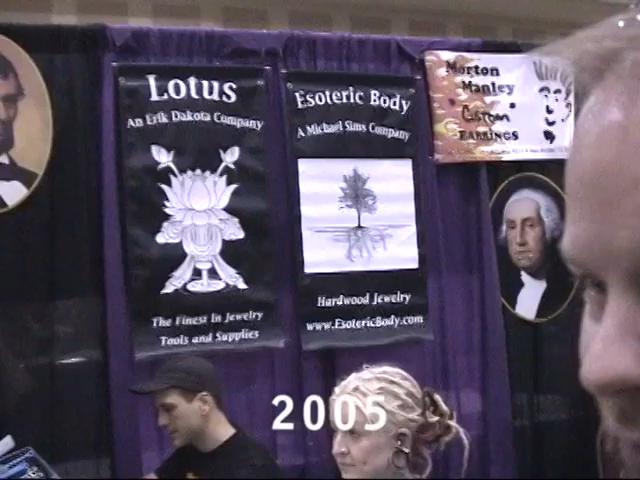 Lotus
An Erik Dakota Company
The Finest In Jewelry
Tools and Supplies
Esoteric Body
A Michael Sims Company
Hardwood Jewelry
www.EsotericBody.com
Morton
Manley
Custom
EARRINGS
2005